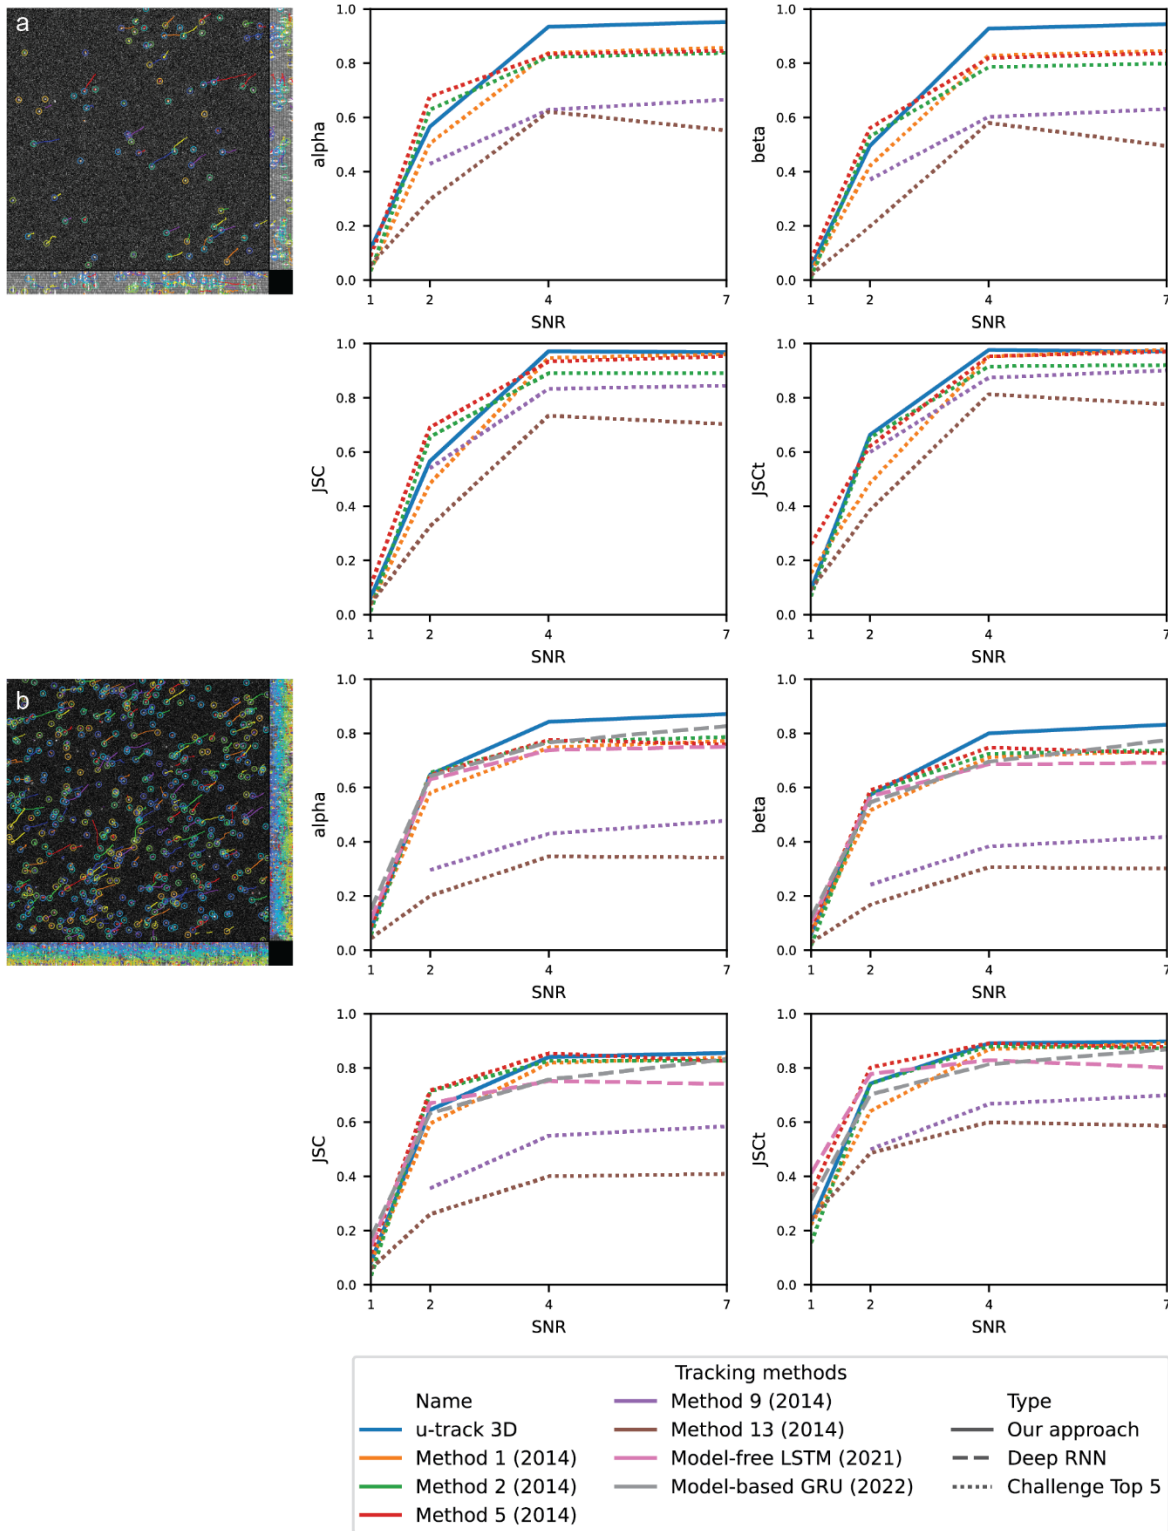 a
1.0
0.8
0.6
0.4
0.2
0.0
alpha
1 2 4 7
SNR
1.0
0.8
0.6
0.4
0.2
0.0
beta
1 2 4 7
SNR
1.0
0.8
0.6
0.4
0.2
0.0
JSC
1 2 4 7
SNR
1.0
0.8
0.6
0.4
0.2
0.0
JSCt
1 2 4 7
SNR
b
1.0
0.8
0.6
0.4
0.2
0.0
alpha
1 2 4 7
SNR
1.0
0.8
0.6
0.4
0.2
0.0
beta
1 2 4 7
SNR
1.0
0.8
0.6
0.4
0.2
0.0
JSC
1 2 4 7
SNR
1.0
0.8
0.6
0.4
0.2
0.0
JSCt
1 2 4 7
SNR
Tracking methods
Name
u-track 3D
Method 1 (2014)
Method 2 (2014)
Method 5 (2014)
Method 9 (2014)
Method 13 (2014)
Model-free LSTM (2021)
Model-based GRU (2022)
Type
Our approach
Deep RNN
Challenge Top 5